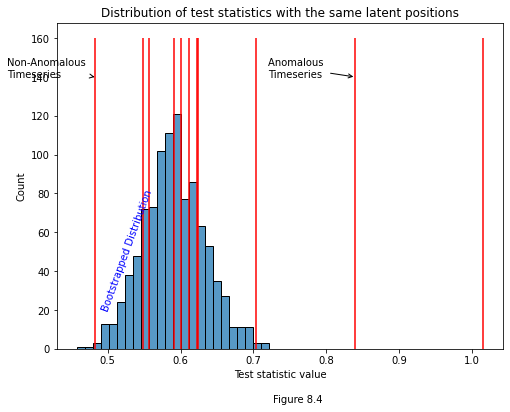 Distribution of test statistics with the same latent positions
160
140
120
100
80
60
40
20
0
Count
Non-Anomalous
Timeseries
Anomalous
Timeseries
Bootstrapped Distribution
0.5 0.6 0.7 0.8 0.9 1.0
Test statistic value
Figure 8.4